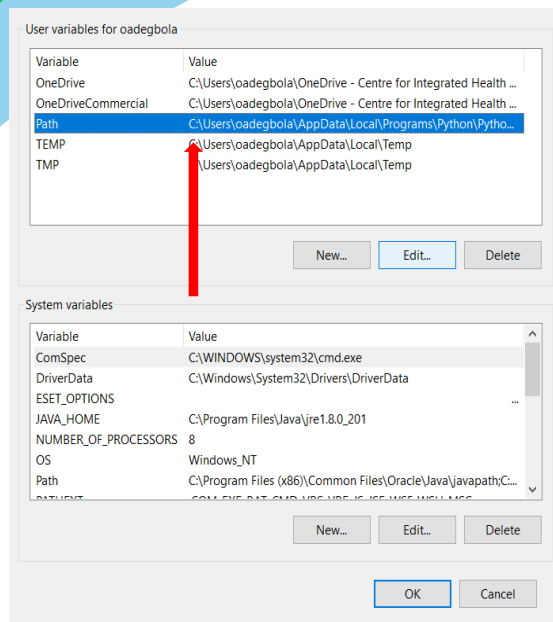 User variables for oadegbola
Variable Value
OneDrive C:\Users\oadegbola\OneDrive - Centre for Integrated Health ...
OneDriveCommercial C:\Users\oadegbola\OneDrive - Centre for Integrated Health ...
Path C:\Users\oadegbola\AppData\Local\Programs\Python\Pytho...
TEMP C:\Users\oadegbola\AppData\Local\Temp
TMP \Users\oadegbola\AppData\Local\Temp
New... Edit... Delete
System variables
Variable Value
ComSpec C:\WINDOWS\system32\cmd.exe
DriverData C:\Windows\System32\Drivers\DriverData
ESET_OPTIONS ...
JAVA_HOME C:\Program Files\Java\jre1.8.0_201
NUMBER_OF_PROCESSORS 8
OS Windows_NT
Path C:\Program Files (x86)\Common Files\Oracle\Java\javapath;C:...
New... Edit... Delete
OK Cancel